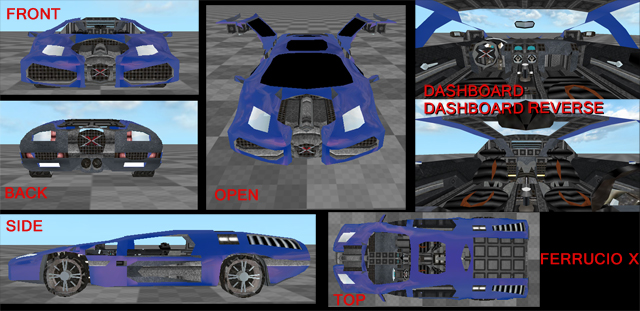 FRONT
BACK
OPEN
DASHBOARD
DASHBOARD REVERSE
SIDE
TOP
FERRUCIO X